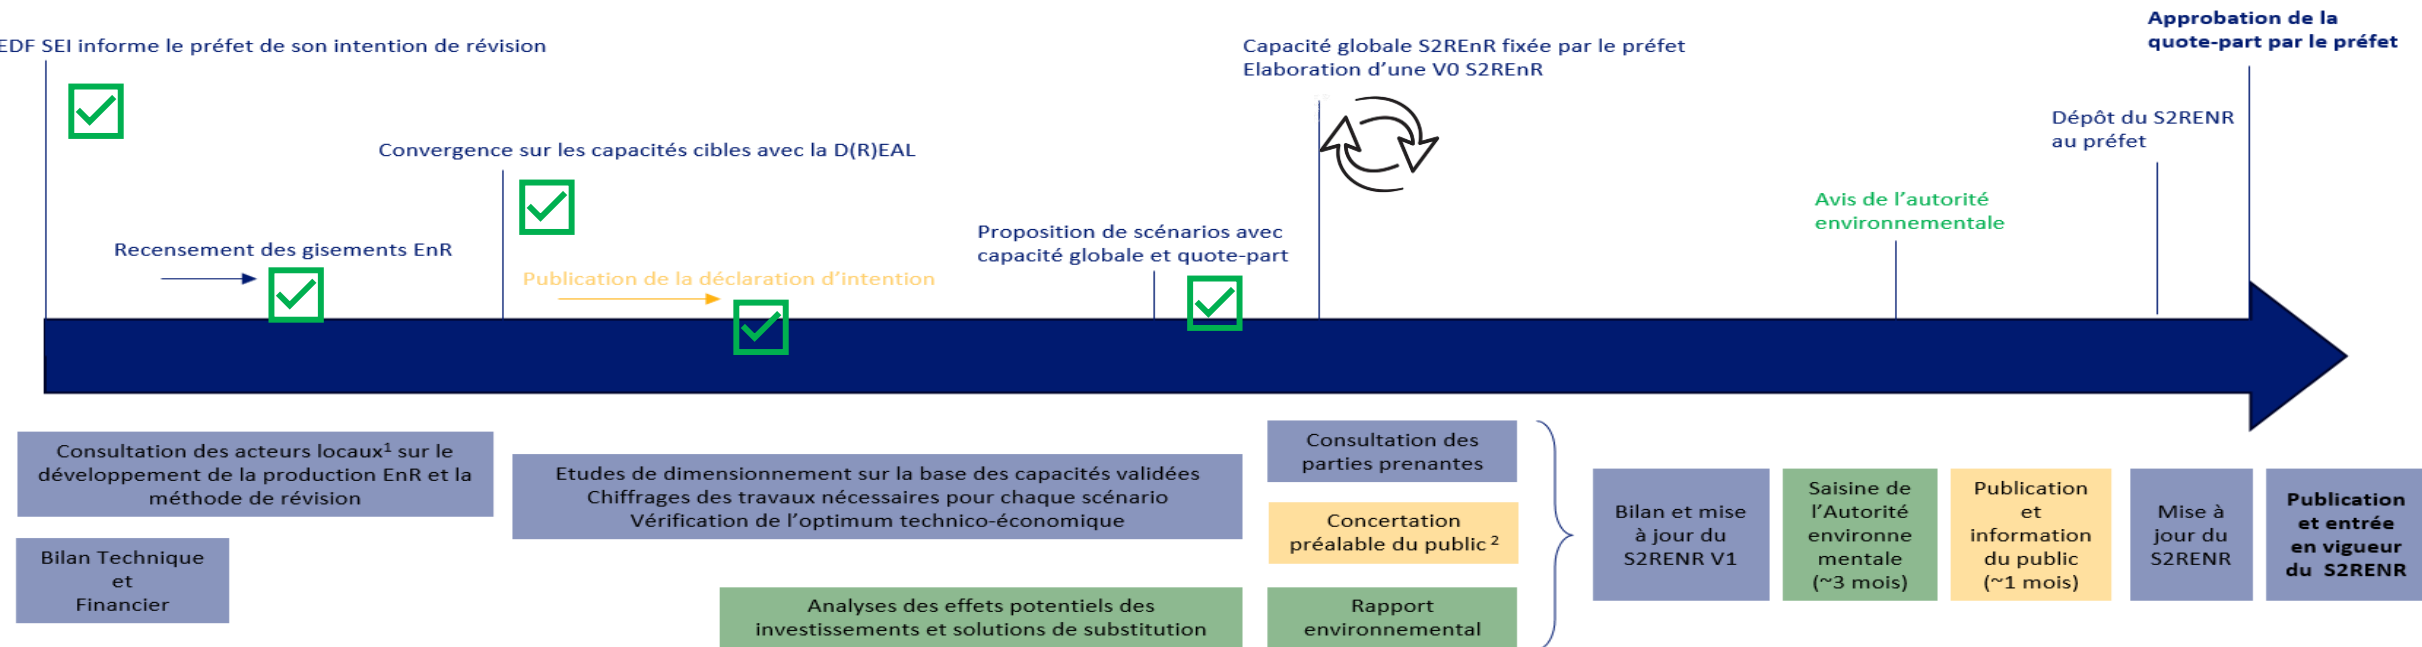 EDF SEI informe le préfet de son intention de révision
Convergence sur les capacités cibles avec la D(R)EAL
Recensement des gisements EnR
Publication de la déclaration d'intention
Proposition de scénarios avec
capacité globale et quote-part
Capacité globale S2REnR fixée par le préfet
Elaboration d'une V0 S2REnR
Avis de l'autorité
environnementale
Dépôt du S2RENR
au préfet
Approbation de la
quote-part par le préfet
Consultation des acteurs locaux¹ sur le
développement de la production EnR et la
méthode de révision
Bilan Technique
et
Financier
Etudes de dimensionnement sur la base des capacités validées
Chiffrages des travaux nécessaires pour chaque scénario
Vérification de l'optimum technico-économique
Analyses des effets potentiels des
investissements et solutions de substitution
Consultation des
parties prenantes
Concertation
préalable du public ²
Rapport
environnemental
Bilan et mise
à jour du
S2RENR V1
Saisine de
l'Autorité
environne
mentale
(~3 mois)
Publication
et
information
du public
(~1 mois)
Mise à
jour du
S2RENR
Publication
et entrée
en vigueur
du S2RENR